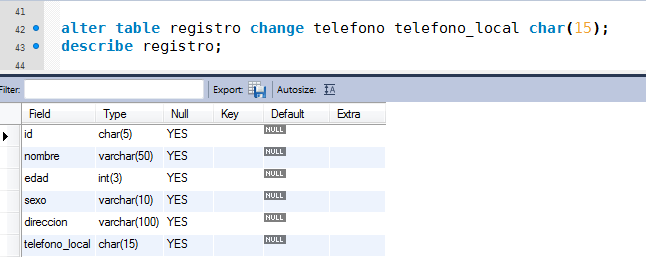 41
42 alter table registro change telefono telefono_local char(15);
43 describe registro;
44
Filter: Export: Autosize:
Field Type Null Key Default Extra
id char(5) YES NULL
nombre varchar(50) YES NULL
edad int(3) YES NULL
sexo varchar(10) YES NULL
direccion varchar(100) YES NULL
telefono_local char(15) YES NULL